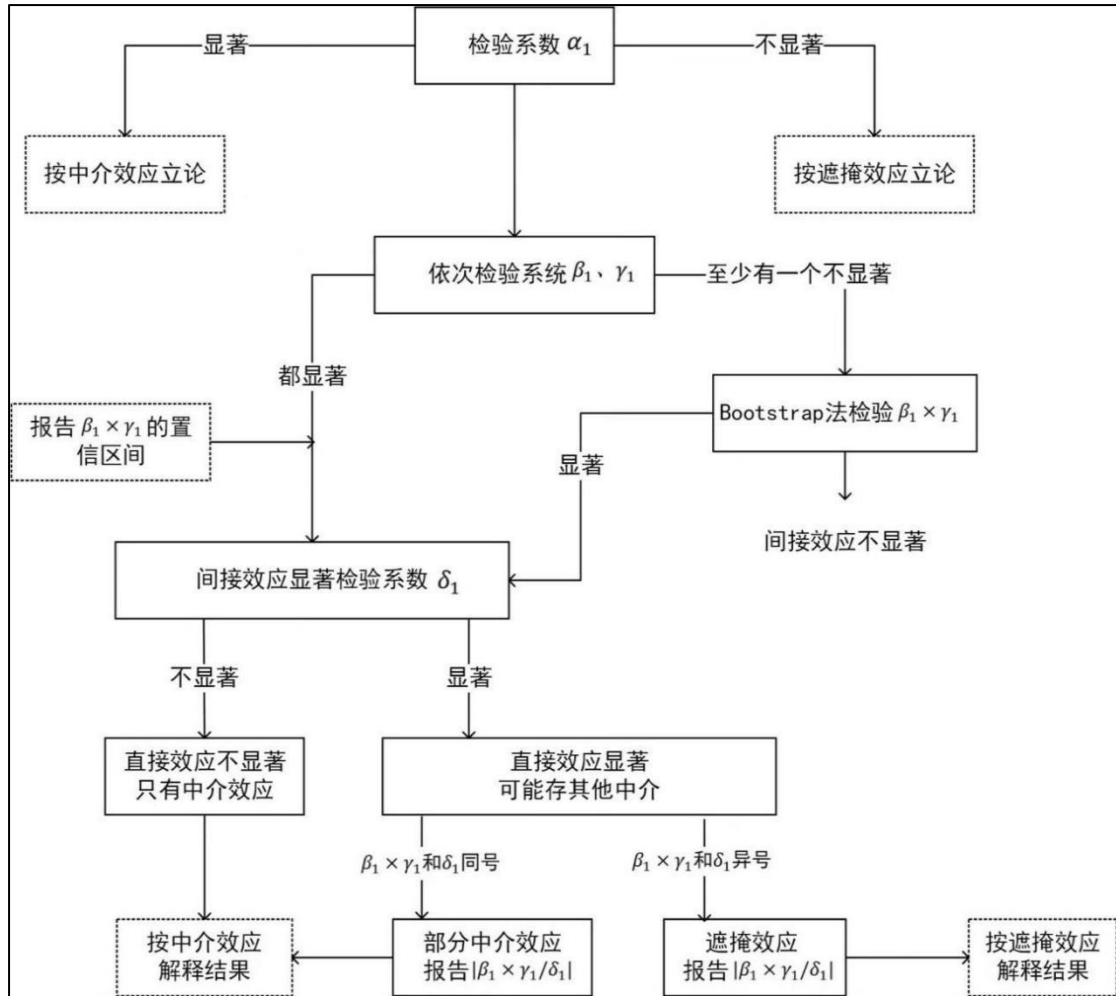 显著
检验系数 α₁
不显著
按中介效应立论
按遮掩效应立论
依次检验系统 β₁、γ₁
至少有一个不显著
都显著
Bootstrap法检验 β₁ × γ₁
报告 β₁ × γ₁ 的置
信区间
显著
间接效应不显著
间接效应显著检验系数 δ₁
不显著
显著
直接效应不显著
只有中介效应
直接效应显著
可能存其他中介
β₁ × γ₁和δ₁同号
β₁ × γ₁和δ₁异号
按中介效应
解释结果
部分中介效应
报告|β₁ × γ₁/δ₁|
遮掩效应
报告|β₁ × γ₁/δ₁|
按遮掩效应
解释结果